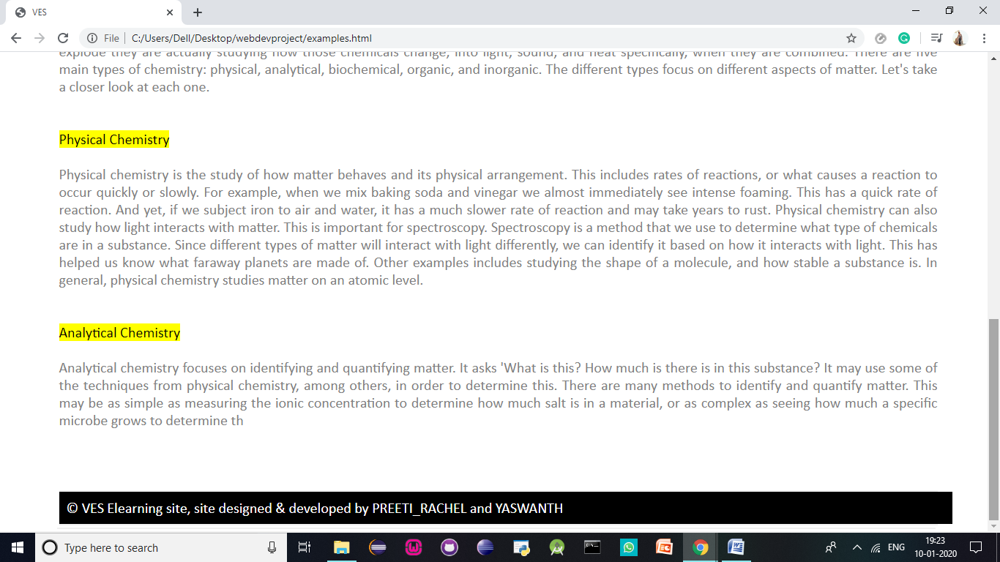 VES
File
C:/Users/Dell/Desktop/webdevproject/examples.html
explode they are actually studying how those chemicals change, into light, sound, and heat specifically, when they are combined. There are five
main types of chemistry: physical, analytical, biochemical, organic, and inorganic. The different types focus on different aspects of matter. Let's take
a closer look at each one.
Physical Chemistry
Physical chemistry is the study of how matter behaves and its physical arrangement. This includes rates of reactions, or what causes a reaction to
occur quickly or slowly. For example, when we mix baking soda and vinegar we almost immediately see intense foaming. This has a quick rate of
reaction. And yet, if we subject iron to air and water, it has a much slower rate of reaction and may take years to rust. Physical chemistry can also
study how light interacts with matter. This is important for spectroscopy. Spectroscopy is a method that we use to determine what type of chemicals
are in a substance. Since different types of matter will interact with light differently, we can identify it based on how it interacts with light. This has
helped us know what faraway planets are made of. Other examples includes studying the shape of a molecule, and how stable a substance is. In
general, physical chemistry studies matter on an atomic level.
Analytical Chemistry
Analytical chemistry focuses on identifying and quantifying matter. It asks 'What is this? How much is there is in this substance? It may use some of
the techniques from physical chemistry, among others, in order to determine this. There are many methods to identify and quantify matter. This
may be as simple as measuring the ionic concentration to determine how much salt is in a material, or as complex as seeing how much a specific
microbe grows to determine th
© VES Elearning site, site designed & developed by PREETI_RACHEL and YASWANTH
Type here to search
ENG
19:23
10-01-2020